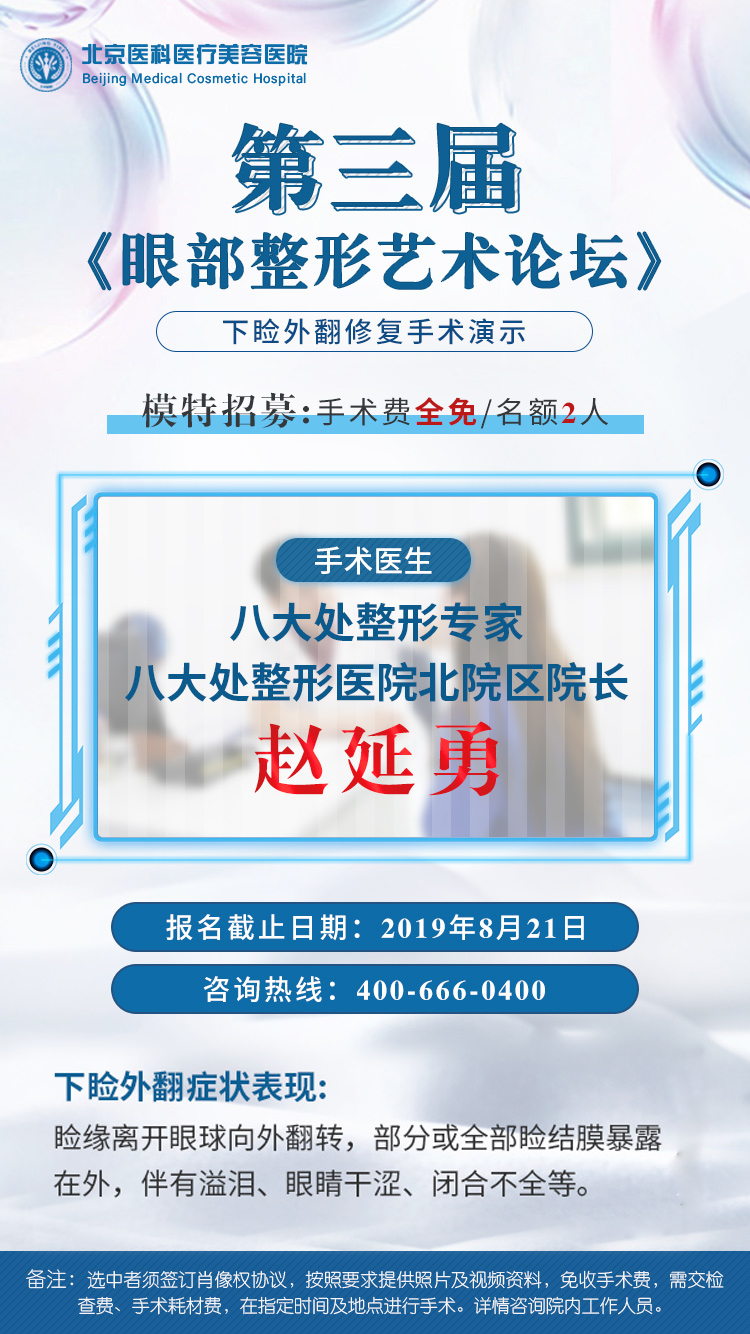 北京医科医疗美容医院
Beijing Medical Cosmetic Hospital
第三届
《眼部整形艺术论坛》
下睑外翻修复手术演示
模特招募:手术费全免/名额2人
手术医生
八大处整形专家
八大处整形医院北院区院长
赵延勇
报名截止日期：2019年8月21日
咨询热线：400-666-0400
下睑外翻症状表现:
睑缘离开眼球向外翻转，部分或全部睑结膜暴露
在外，伴有溢泪、眼睛干涩、闭合不全等。
备注：选中者须签订肖像权协议，按照要求提供照片及视频资料，免收手术费，需交检
查费、手术耗材费，在指定时间及地点进行手术。详情咨询院内工作人员。